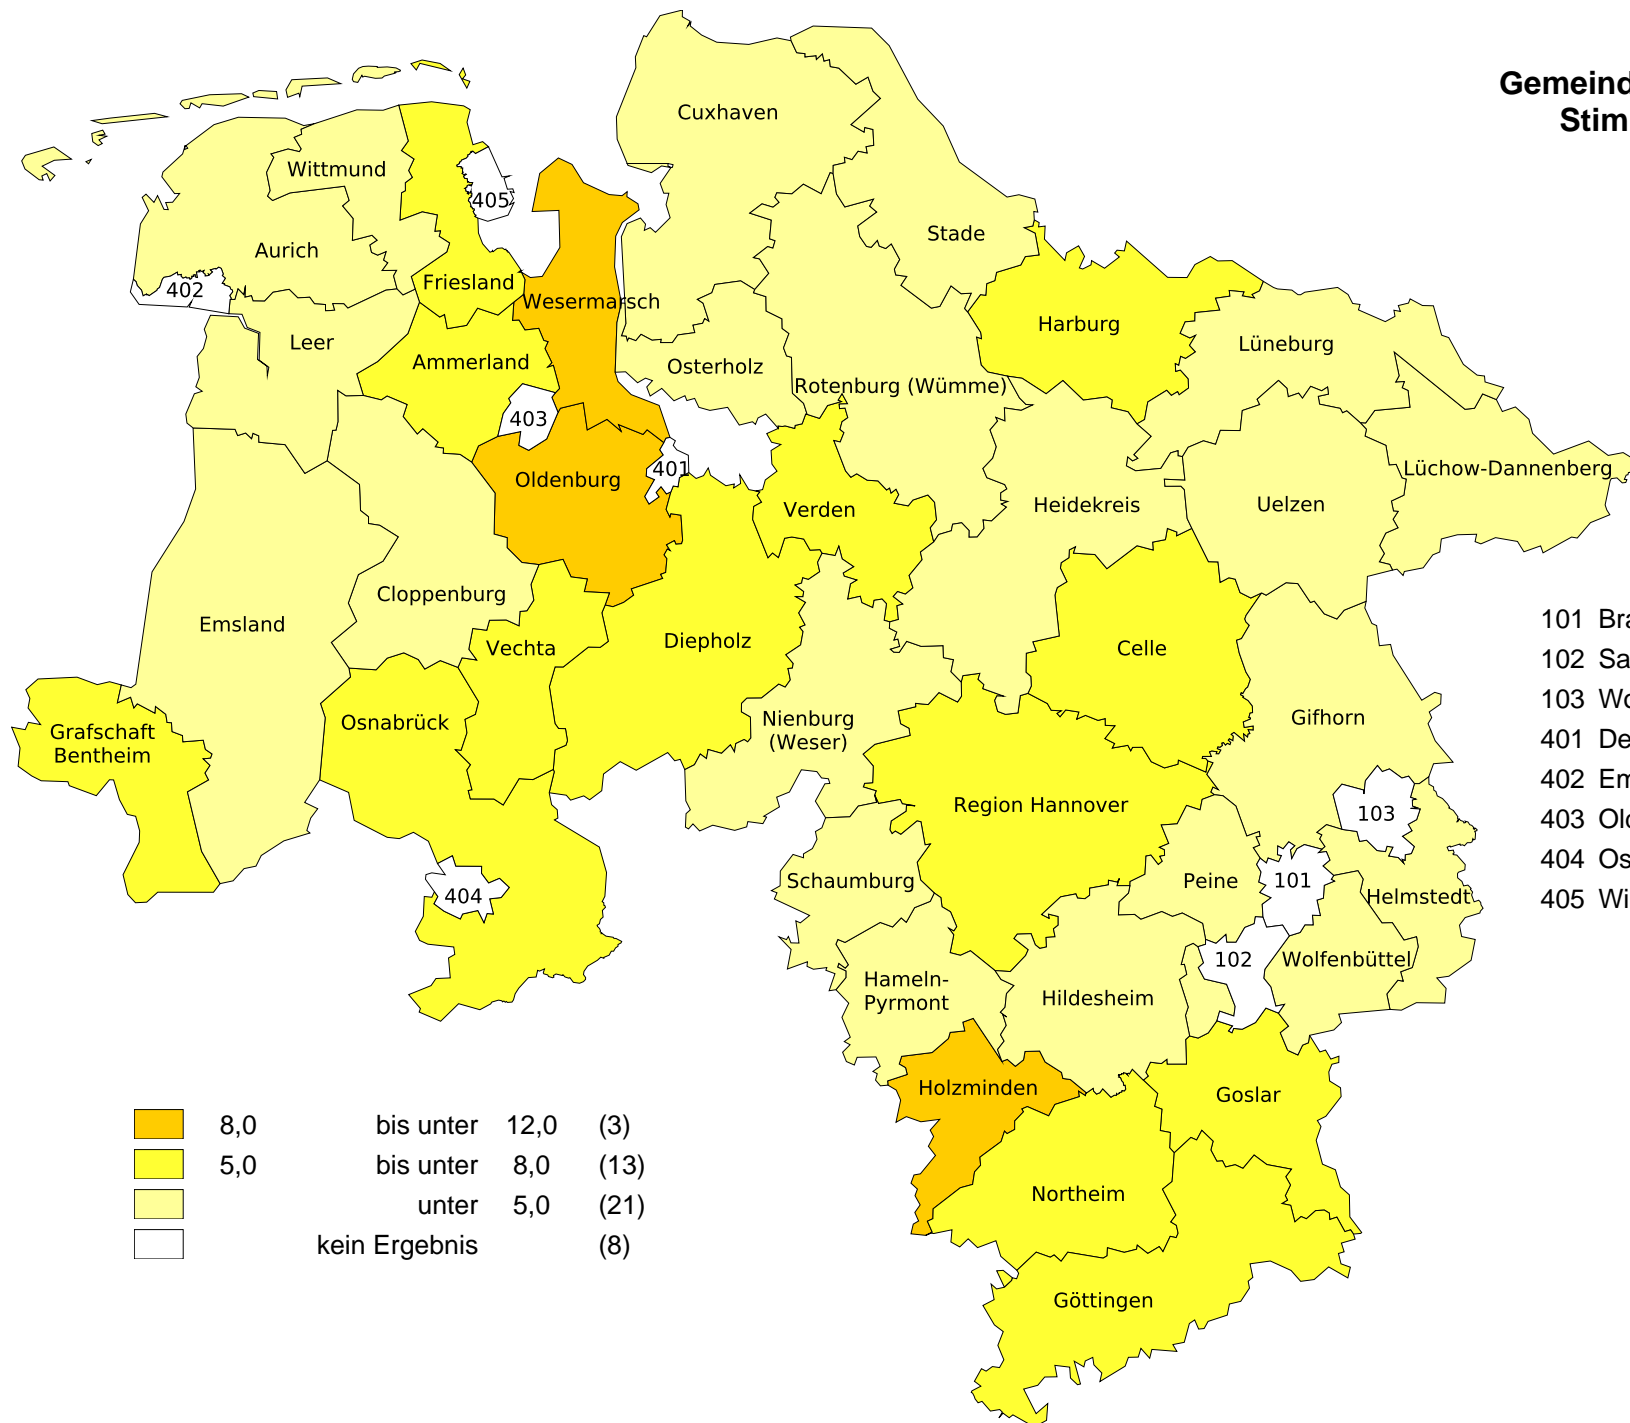 Gemeind
Stim
Cuxhaven
Wittmund
405
Stade
Aurich
Friesland
402
Wesermarsch
Harburg
Leer
Lüneburg
Ammerland
Osterholz
Rotenburg (Wümme)
403
401
Lüchow-Dannenberg
Oldenburg
Verden
Heidekreis
Uelzen
Cloppenburg
Emsland
Diepholz
Vechta
Celle
Osnabrück
Nienburg
(Weser)
Gifhorn
Grafschaft
Bentheim
Region Hannover
103
Schaumburg
Peine
101
404
Helmstedt
102
Wolfenbüttel
Hameln-
Pyrmont
Hildesheim
Holzminden
Goslar
Northeim
Göttingen
101 Bra
102 Sa
103 Wo
401 De
402 Em
403 Old
404 Os
405 Wi
8,0 bis unter 12,0 (3)
5,0 bis unter 8,0 (13)
unter 5,0 (21)
kein Ergebnis (8)